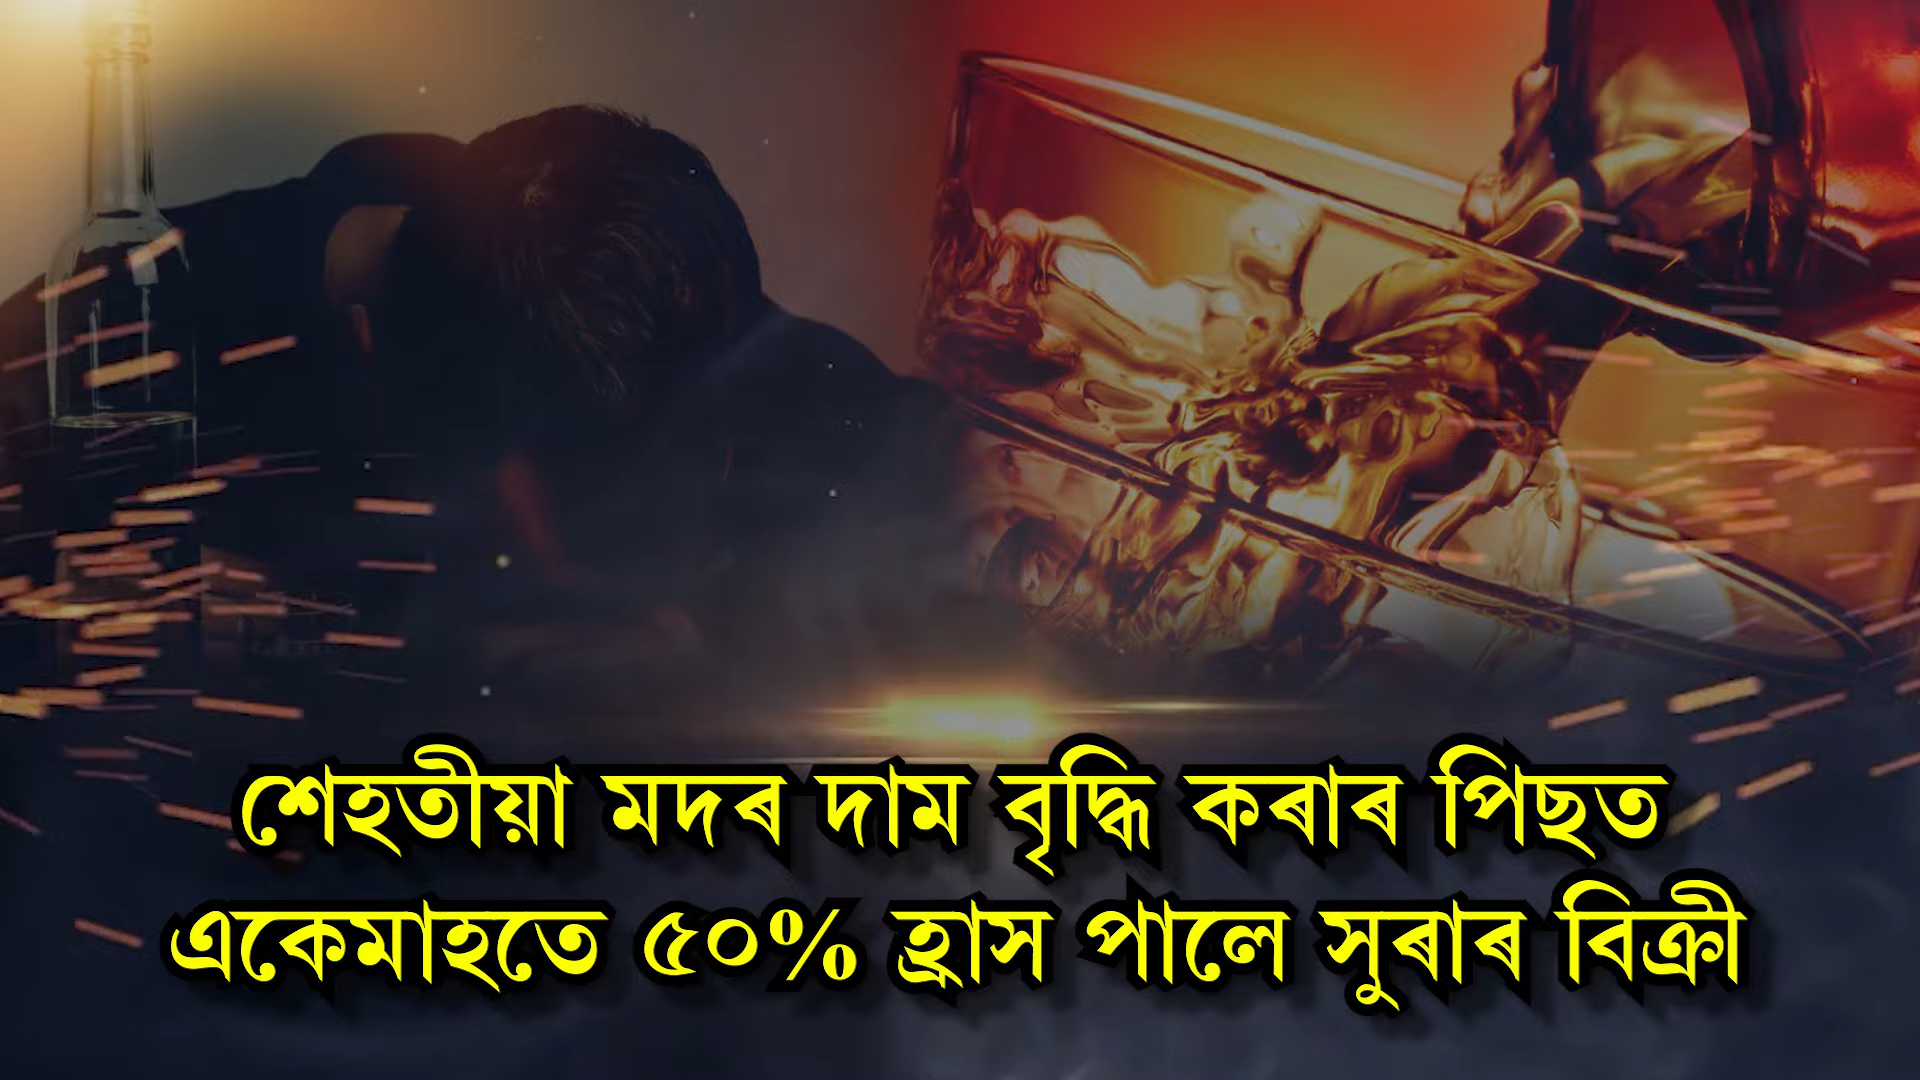 শেহতীয়া মদৰ দাম বৃদ্ধি কৰাৰ পিছত
একেমাহতে ৫০% হ্ৰাস পালে সুৰাৰ বিক্ৰী